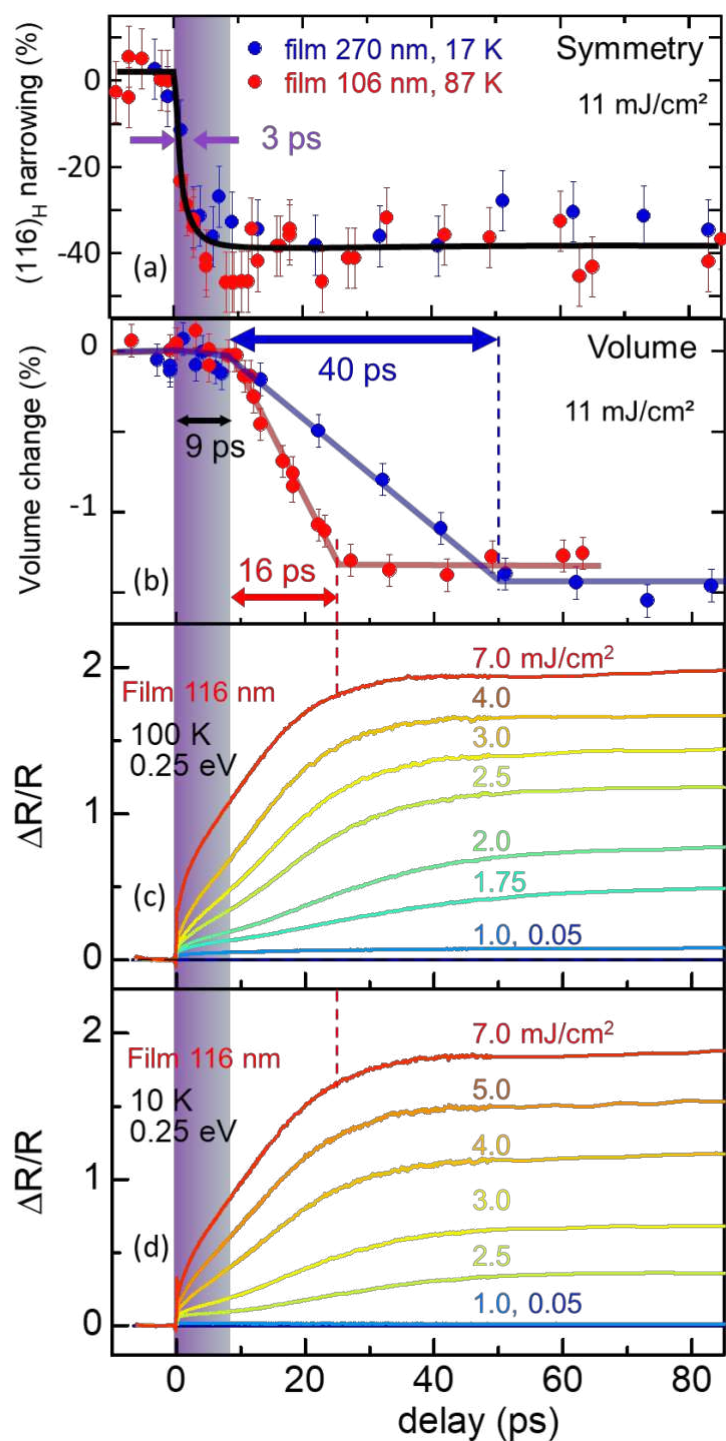 film 270 nm, 17 K
film 106 nm, 87 K
Symmetry
11 mJ/cm²
3 ps
(116)H narrowing (%)
0
-20
-40
(a)
Volume
40 ps
11 mJ/cm²
9 ps
Volume change (%)
0
-1
(b)
16 ps
2
1
0
ΔR/R
Film 116 nm
100 K
0.25 eV
(c)
7.0 mJ/cm²
4.0
3.0
2.5
2.0
1.75
1.0, 0.05
2
1
0
ΔR/R
Film 116 nm
10 K
0.25 eV
(d)
7.0 mJ/cm²
5.0
4.0
3.0
2.5
1.0, 0.05
0 20 40 60 80
delay (ps)